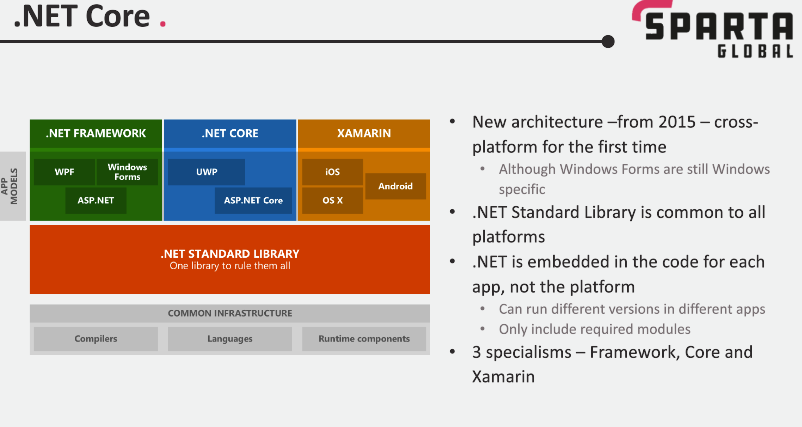 .NET Core .
SPARTA
GLOBAL
APP
MODELS
.NET FRAMEWORK
WPF
Windows
Forms
ASP.NET
.NET CORE
UWP
ASP.NET Core
XAMARIN
iOS
Android
OS X
.NET STANDARD LIBRARY
One library to rule them all
COMMON INFRASTRUCTURE
Compilers
Languages
Runtime components
• New architecture –from 2015 – cross-
platform for the first time
• Although Windows Forms are still Windows
specific
• .NET Standard Library is common to all
platforms
• .NET is embedded in the code for each
app, not the platform
• Can run different versions in different apps
• Only include required modules
• 3 specialisms – Framework, Core and
Xamarin